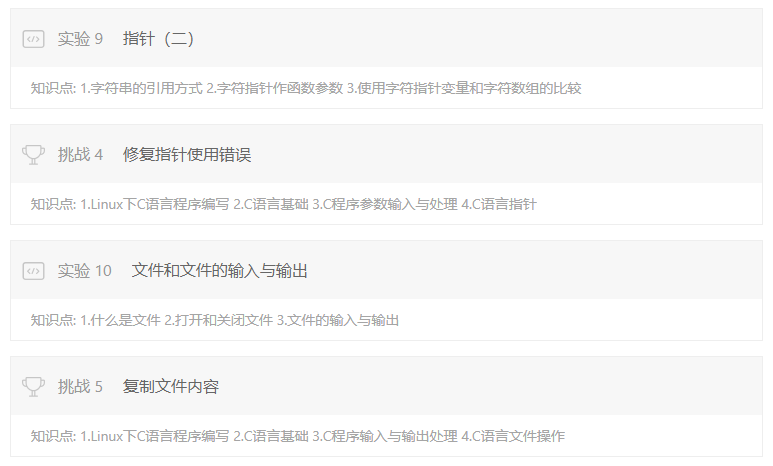 实验 9 指针（二）
知识点: 1.字符串的引用方式 2.字符指针作函数参数 3.使用字符指针变量和字符数组的比较
挑战 4 修复指针使用错误
知识点: 1.Linux下C语言程序编写 2.C语言基础 3.C程序参数输入与处理 4.C语言指针
实验 10 文件和文件的输入与输出
知识点: 1.什么是文件 2.打开和关闭文件 3.文件的输入与输出
挑战 5 复制文件内容
知识点: 1.Linux下C语言程序编写 2.C语言基础 3.C程序输入与输出处理 4.C语言文件操作